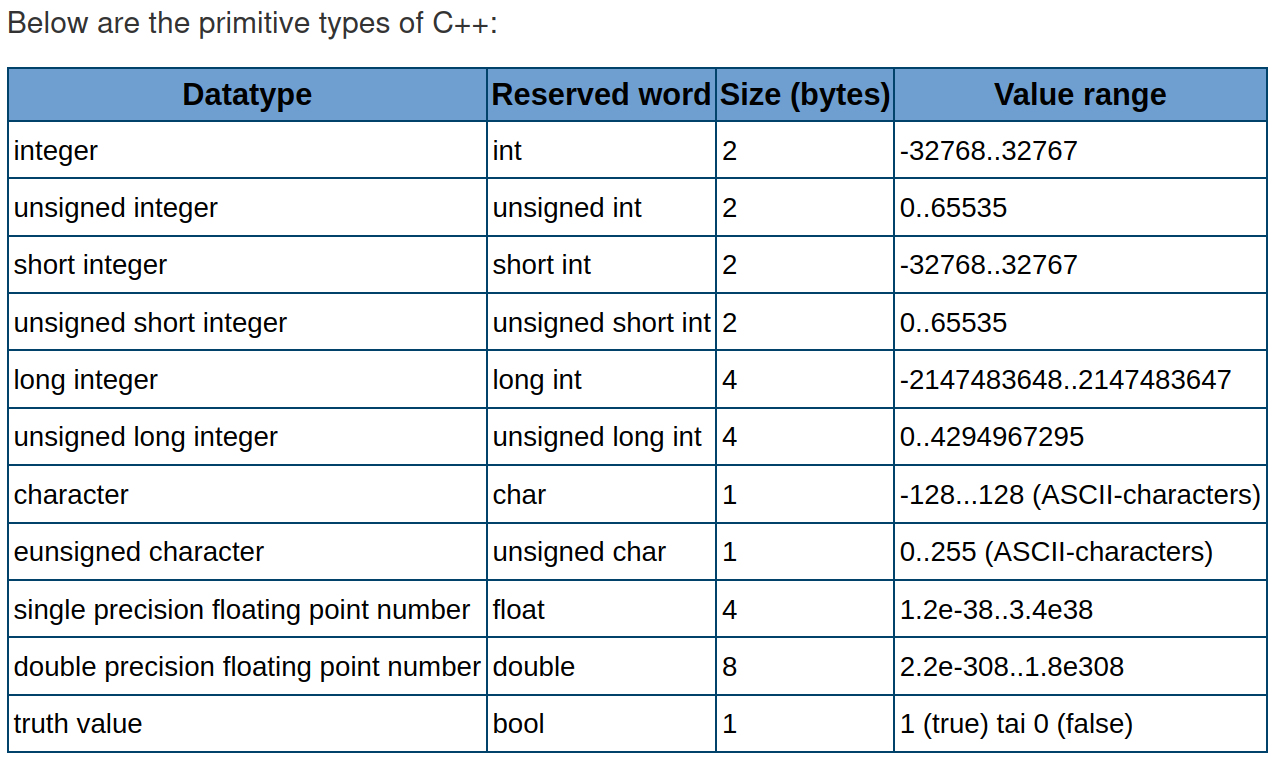 Below are the primitive types of C++:
Datatype Reserved word Size (bytes) Value range
integer int 2 -32768..32767
unsigned integer unsigned int 2 0..65535
short integer short int 2 -32768..32767
unsigned short integer unsigned short int 2 0..65535
long integer long int 4 -2147483648..2147483647
unsigned long integer unsigned long int 4 0..4294967295
character char 1 -128...128 (ASCII-characters)
eunsigned character unsigned char 1 0..255 (ASCII-characters)
single precision floating point number float 4 1.2e-38..3.4e38
double precision floating point number double 8 2.2e-308..1.8e308
truth value bool 1 1 (true) tai 0 (false)